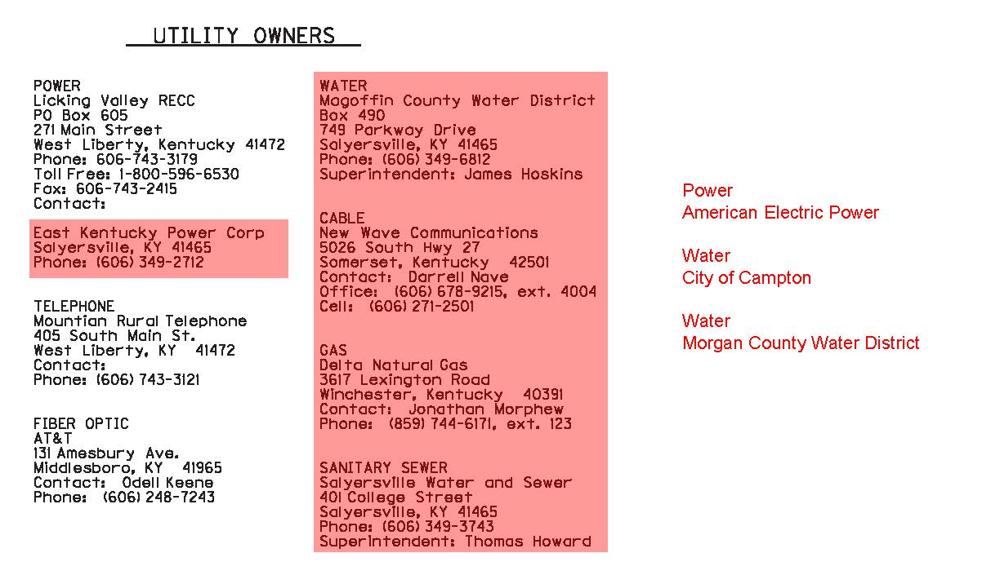 UTILITY OWNERS
POWER
Licking Valley RECC
PO Box 605
271 Main Street
West Liberty, Kentucky 41472
Phone: 606-743-3179
Toll Free: 1-800-596-6530
Fax: 606-743-2415
Contact:
East Kentucky Power Corp
Salyersville, KY 41465
Phone: (606) 349-2712
TELEPHONE
Mountian Rural Telephone
405 South Main St.
West Liberty, KY 41472
Contact:
Phone: (606) 743-3121
FIBER OPTIC
AT&T
131 Amesbury Ave.
Middlesboro, KY 41965
Contact: Odell Keene
Phone: (606) 248-7243
WATER
Magoffin County Water District
Box 490
749 Parkway Drive
Salyersville, KY 41465
Phone: (606) 349-6812
Superintendent: James Hoskins
CABLE
New Wave Communications
5026 South Hwy 27
Somerset, Kentucky 42501
Contact: Darrell Nave
Office: (606) 678-9215, ext. 4004
Cell: (606) 271-2501
GAS
Delta Natural Gas
3617 Lexington Road
Winchester, Kentucky 40391
Contact: Jonathan Morphew
Phone: (859) 744-6171, ext. 123
SANITARY SEWER
Salyersville Water and Sewer
401 College Street
Salyersville, KY 41465
Phone: (606) 349-3743
Superintendent: Thomas Howard
Power
American Electric Power
Water
City of Campton
Water
Morgan County Water District